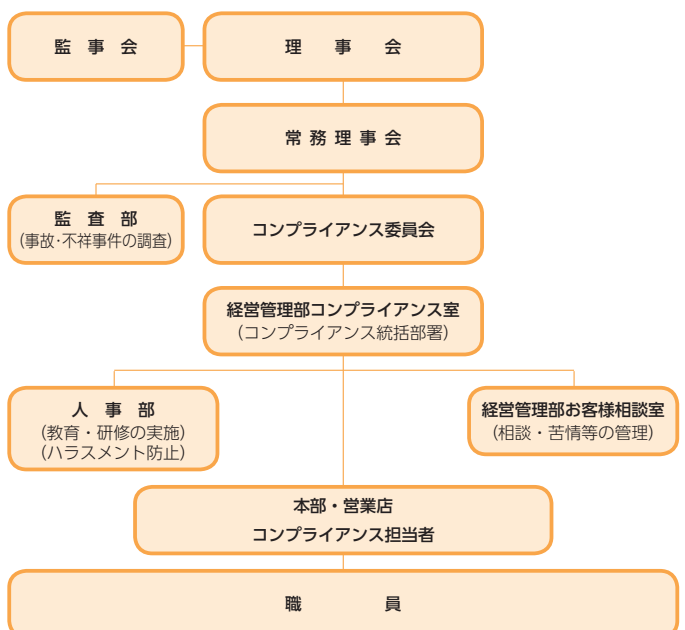 監事会
理事会
常務理事会
監査部
(事故・不祥事件の調査)
コンプライアンス委員会
経営管理部コンプライアンス室
(コンプライアンス統括部署)
人事部
(教育・研修の実施)
(ハラスメント防止)
経営管理部お客様相談室
(相談・苦情等の管理)
本部・営業店
コンプライアンス担当者
職員